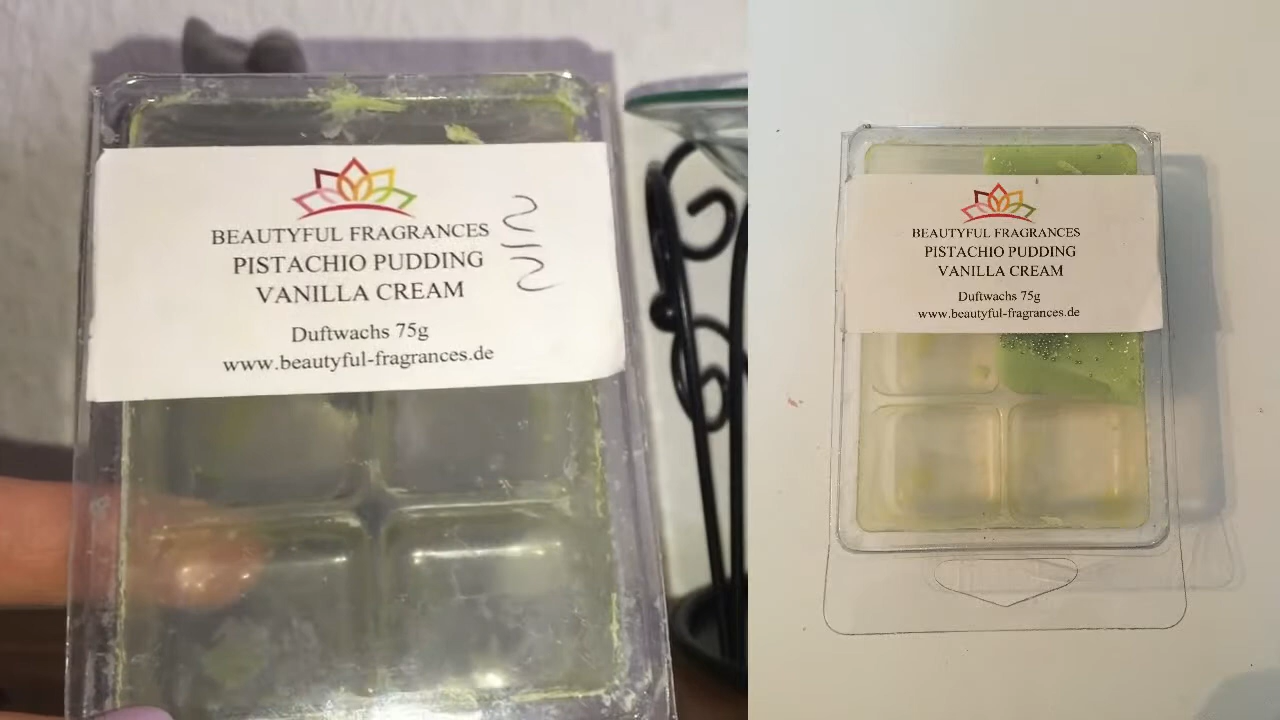 BEAUTYFUL FRAGRANCES
PISTACHIO PUDDING
VANILLA CREAM
Duftwachs 75g
www.beautyful-fragrances.de
BEAUTYFUL FRAGRANCES
PISTACHIO PUDDING
VANILLA CREAM
Duftwachs 75g
www.beautyful-fragrances.de